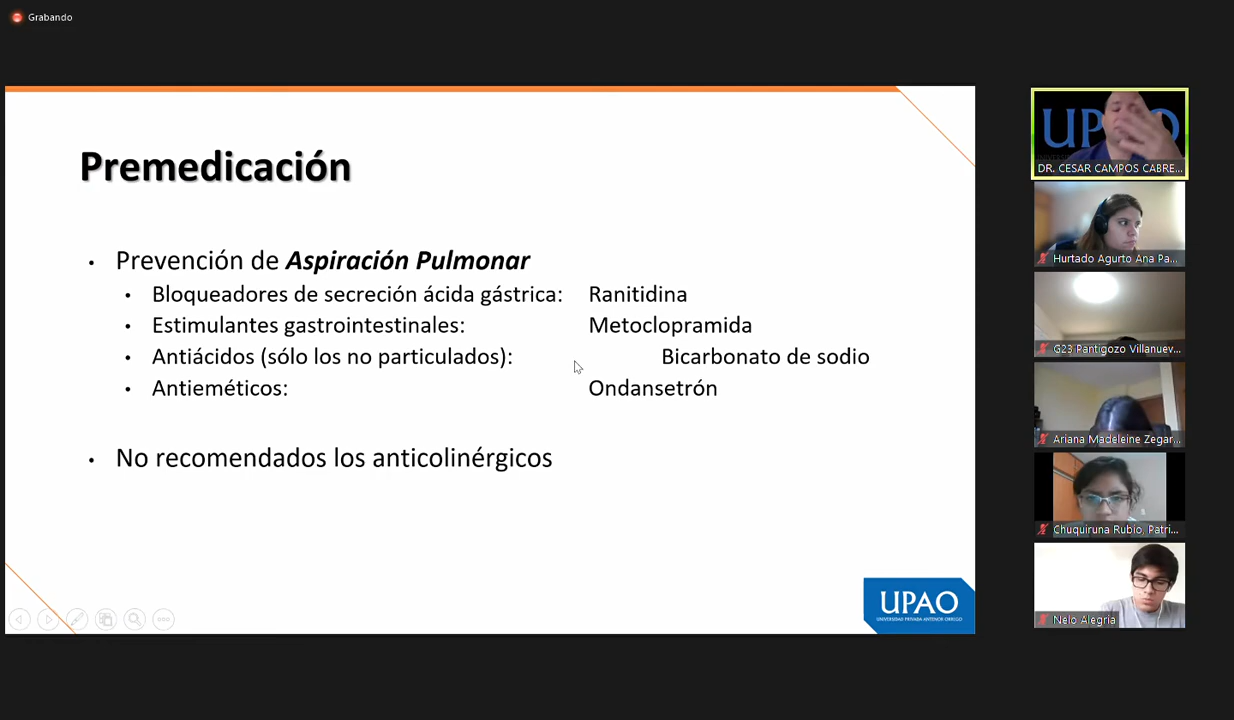 Grabando
Premedicación
• Prevención de Aspiración Pulmonar
• Bloqueadores de secreción ácida gástrica: Ranitidina
• Estimulantes gastrointestinales: Metoclopramida
• Antiácidos (sólo los no particulados): Bicarbonato de sodio
• Antieméticos: Ondansetrón
• No recomendados los anticolinérgicos
UPAO
UNIVERSIDAD PRIVADA ANTENOR ORREGO
UPAO
DR. CESAR CAMPOS CABRE...
Hurtado Agurto Ana Pa...
G23 Pantigozo Villanuev...
Ariana Madeleine Zegar...
Chuquiruna Rubio, Patri...
Nelo Alegría